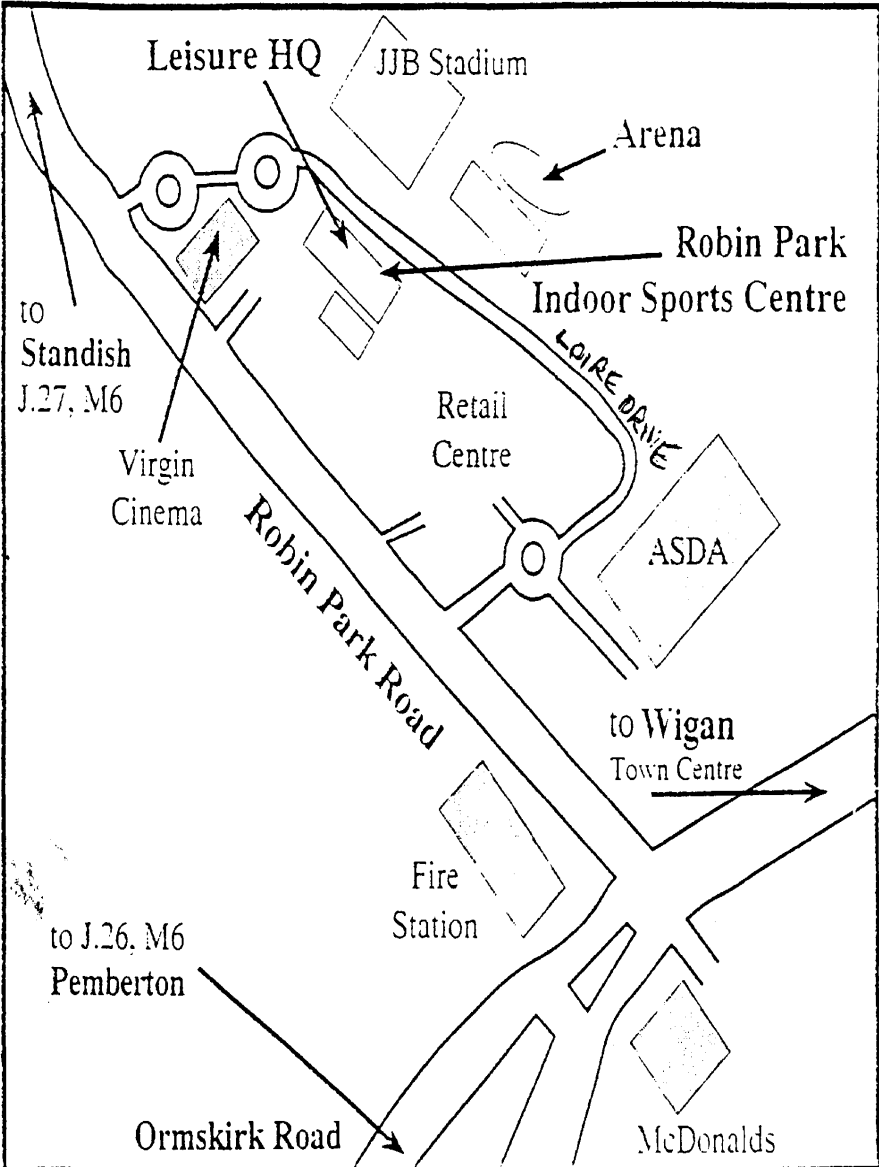 Leisure HQ
JJB Stadium
Arena
Robin Park
Indoor Sports Centre
to
Standish
J.27, M6
LOIRE DRIVE
Retail
Centre
Virgin
Cinema
ASDA
Robin Park Road
to Wigan
Town Centre
Fire
Station
to J.26, M6
Pemberton
Ormskirk Road
McDonalds